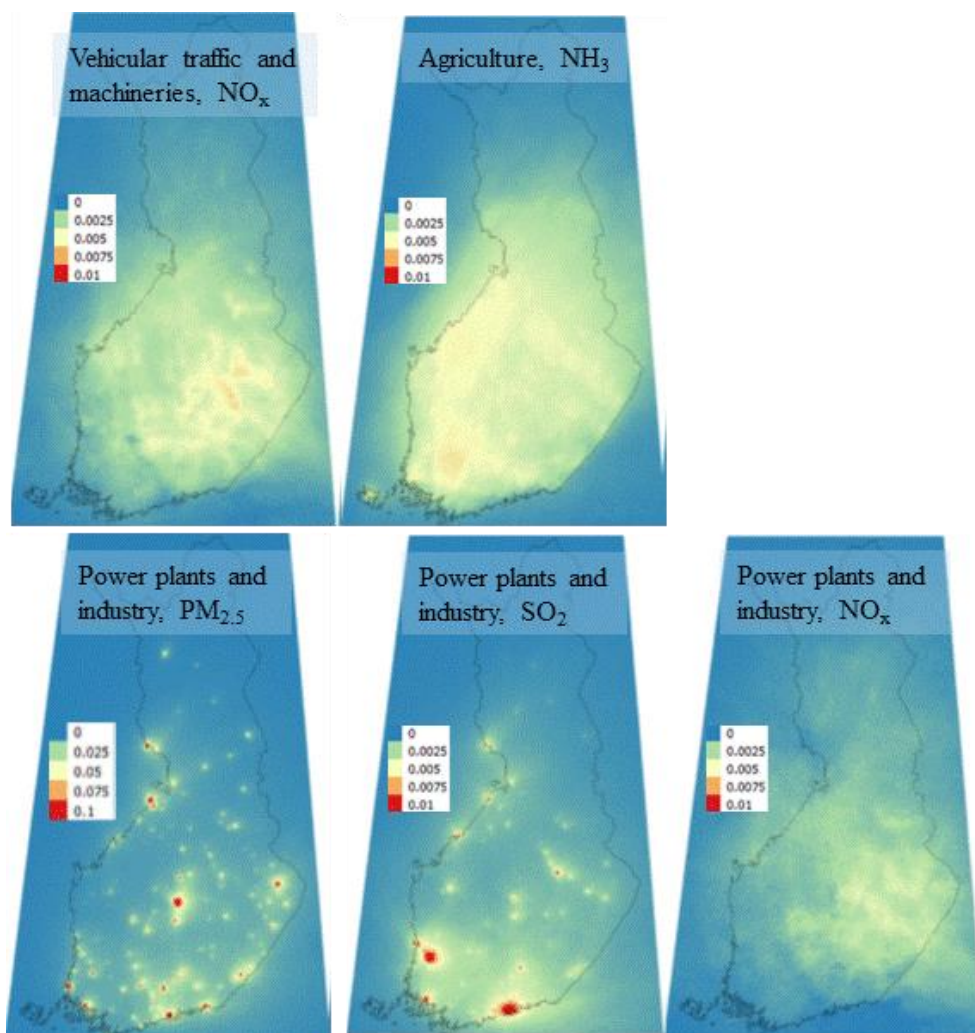 Vehicular traffic and
machineries, NOx
0
0.0025
0.005
0.0075
0.01
Agriculture, NH3
0
0.0025
0.005
0.0075
0.01
Power plants and
industry, PM2.5
0
0.025
0.05
0.075
0.1
Power plants and
industry, SO2
0
0.0025
0.005
0.0075
0.01
Power plants and
industry, NOx
0
0.0025
0.005
0.0075
0.01